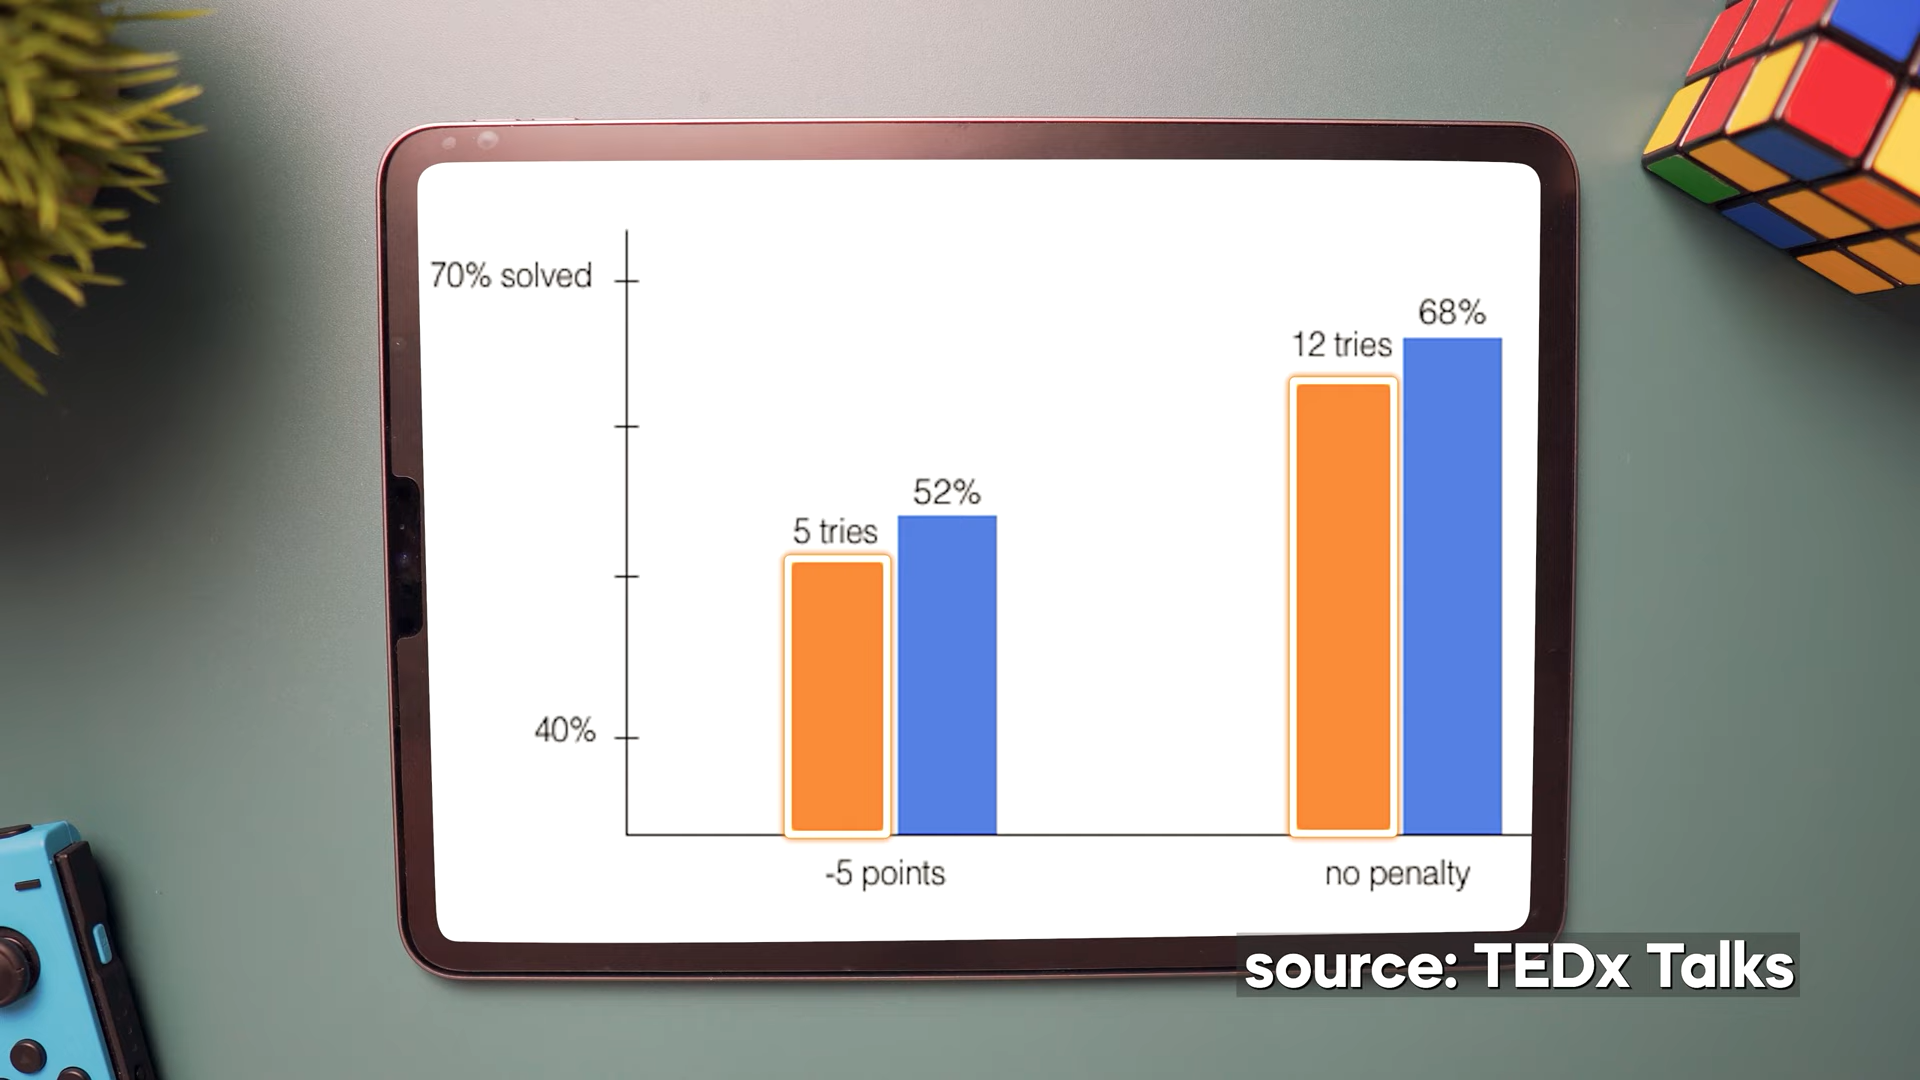 70% solved
68%
12 tries
52%
5 tries
40%
-5 points
no penalty
source: TEDx Talks